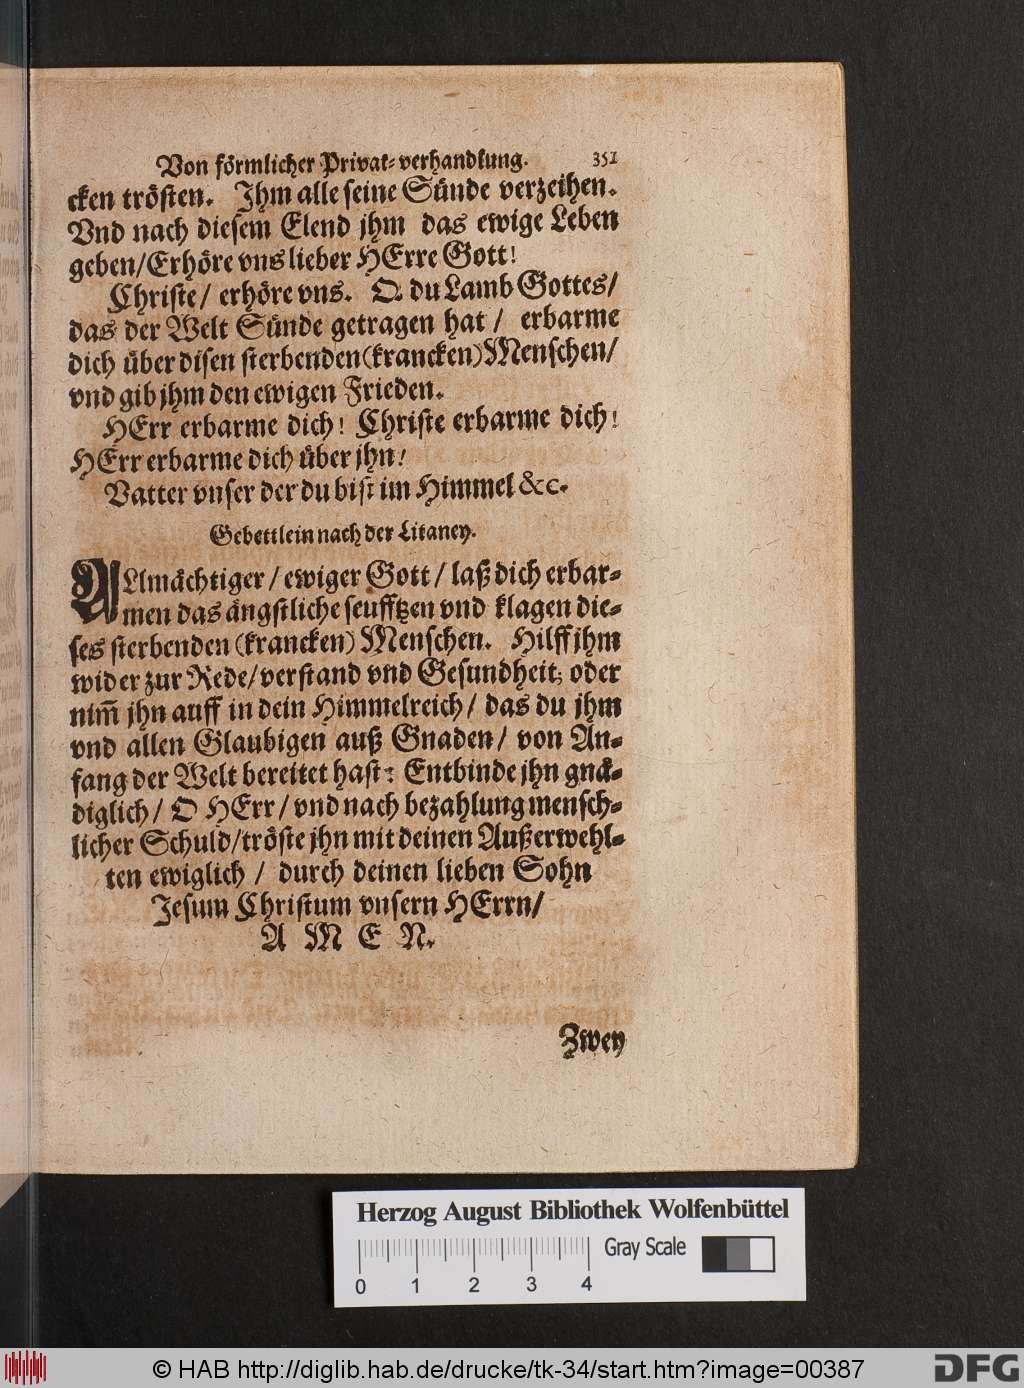 Von förmlicher Privat-verhandlung. 351
cken trösten. Ihm alle seine Sünde verzeihen.
Vnd nach diesem Elend jhm das ewige Leben
geben/Erhöre vns lieber HErre Gott!
Christe/ erhöre vns. O du Lamb Gottes/
das der Welt Sünde getragen hat/ erbarme
dich über disen sterbenden(krancken)Menschen/
vnd gib jhm den ewigen Frieden.
HErr erbarme dich! Christe erbarme dich!
HErr erbarme dich über jhn!
Vatter vnser der du bist im Himmel &c.
Gebettlein nach der Litaney.
ALlmächtiger/ ewiger Gott/ laß dich erbar-
men das ängstliche seufftzen vnd klagen die-
ses sterbenden (krancken) Menschen. Hilff jhm
wider zur Rede/verstand vnd Gesundheit; oder
nim̃ jhn auff in dein Himmelreich/ das du jhm
vnd allen Glaubigen auß Gnaden/ von An-
fang der Welt bereitet hast: Entbinde jhn gnä-
diglich/ O HErr/ vnd nach bezahlung mensch-
licher Schuld/tröste jhn mit deinen Außerwehl-
ten ewiglich/ durch deinen lieben Sohn
Jesum Christum vnsern HErrn/
A M E N.
Zwey
Herzog August Bibliothek Wolfenbüttel
Gray Scale
0 1 2 3 4
© HAB http://diglib.hab.de/drucke/tk-34/start.htm?image=00387
DFG